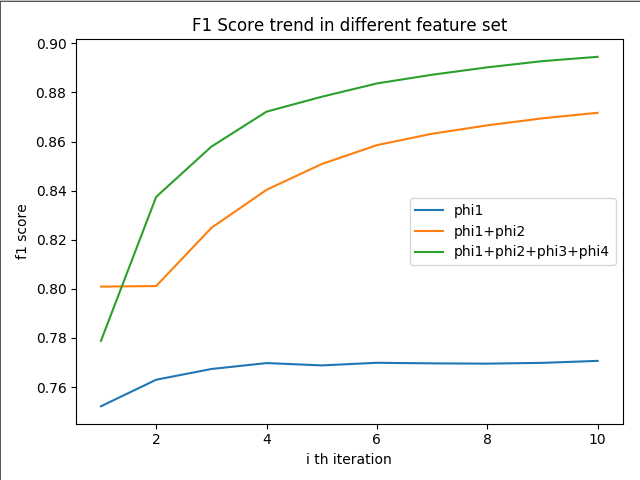 F1 Score trend in different feature set
0.90
0.88
0.86
0.84
0.82
0.80
0.78
0.76
f1 score
phi1
phi1+phi2
phi1+phi2+phi3+phi4
2 4 6 8 10
i th iteration